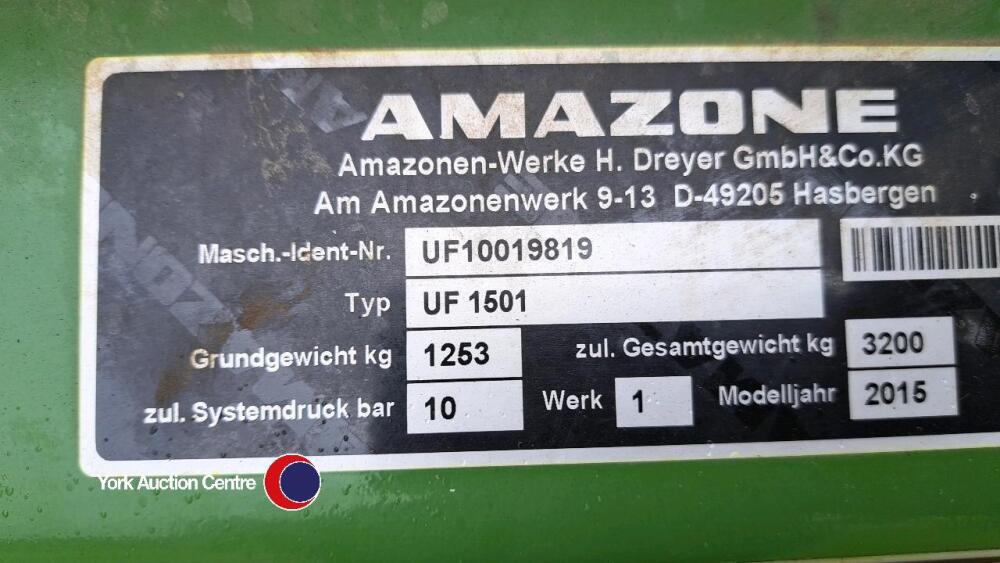 AMAZONE
Amazonen-Werke H. Dreyer GmbH&Co.KG
Am Amazonenwerk 9-13 D-49205 Hasbergen
Masch.-Ident-Nr. UF10019819
Typ UF 1501
Grundgewicht kg 1253 zul. Gesamtgewicht kg 3200
zul. Systemdruck bar 10 Werk 1 Modelljahr 2015
York Auction Centre